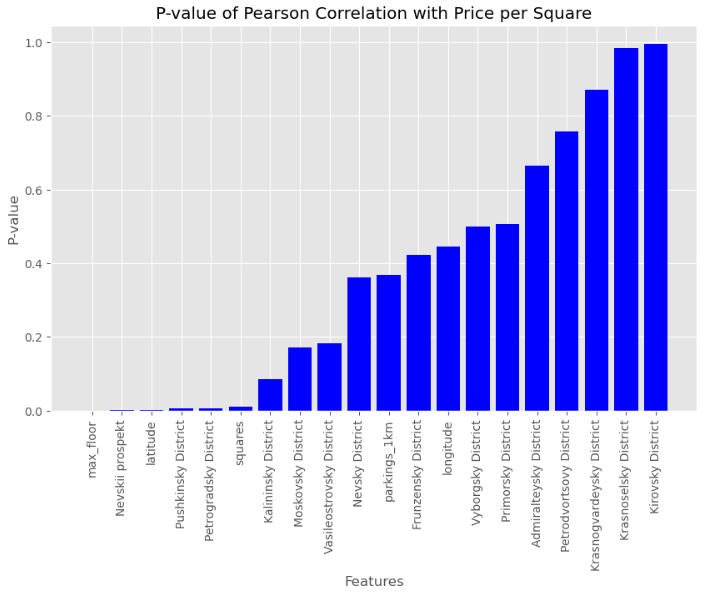 P-value of Pearson Correlation with Price per Square
P-value
1.0
0.8
0.6
0.4
0.2
0.0
max_floor
Nevskii prospekt
latitude
Pushkinsky District
Petrogradsky District
squares
Kalininsky District
Moskovsky District
Vasileostrovsky District
Nevsky District
parkings_1km
Frunzensky District
longitude
Vyborgsky District
Primorsky District
Admiralteysky District
Petrodvortsovy District
Krasnogvardeysky District
Krasnoselsky District
Kirovsky District
Features